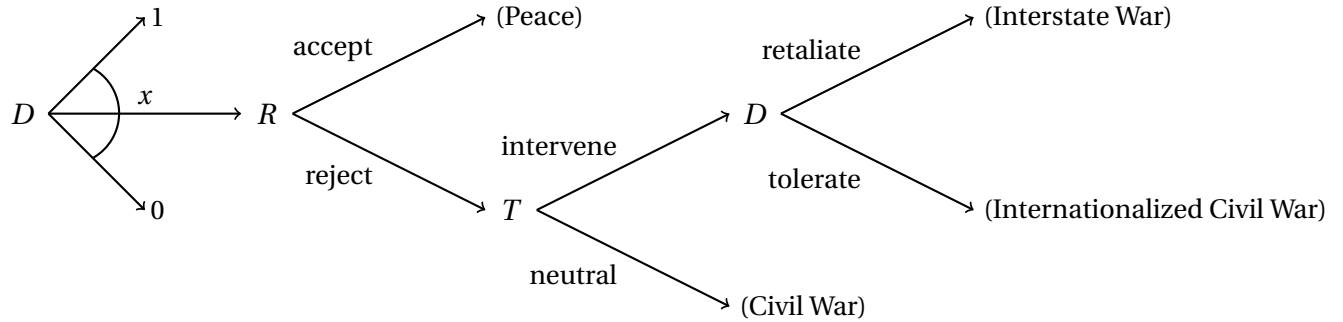 1
(Peace)
(Interstate War)
accept
retaliate
D
x
R
D
intervene
reject
tolerate
0
T
(Internationalized Civil War)
neutral
(Civil War)